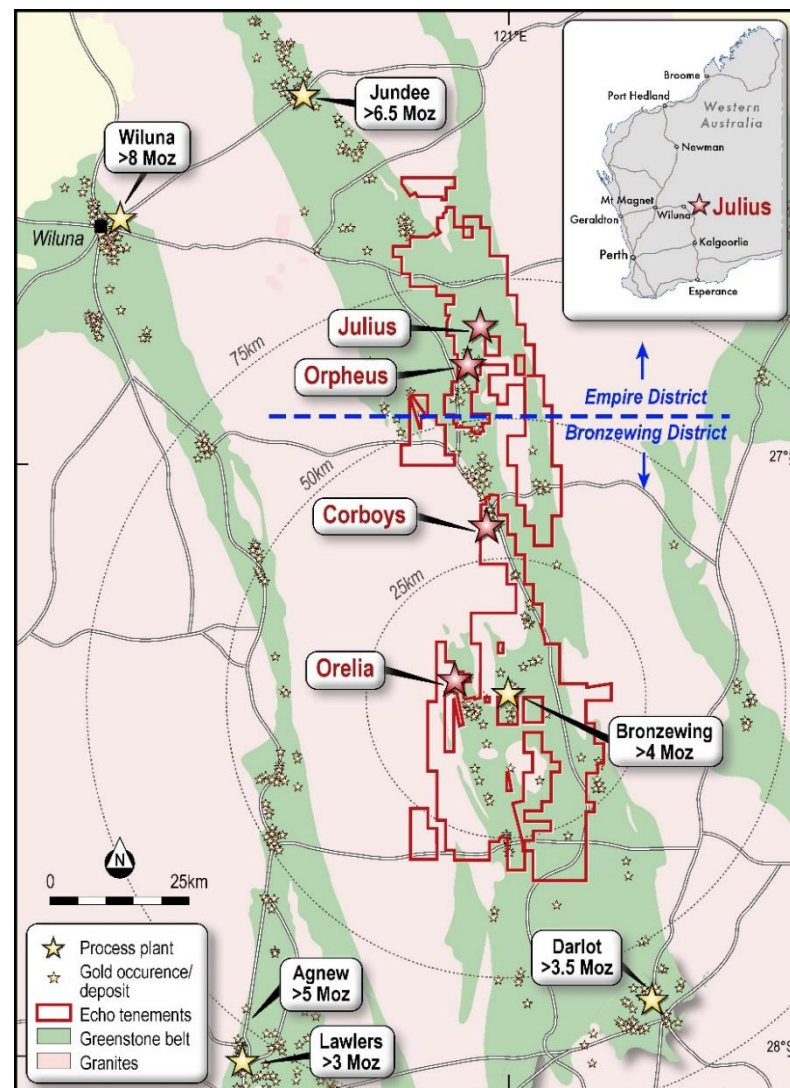 121°E
Jundee
>6.5 Moz
Wiluna
>8 Moz
Wiluna
Broome
Port Hedland
Western
Australia
Newman
Mt Magnet
Wiluna
Julius
Geraldton
Kalgoorlie
Perth
Esperance
75km
Julius
Orpheus
Empire District
Bronzewing District
27°S
50km
Corboys
25km
Orelia
Bronzewing
>4 Moz
N
0
25km
Process plant
Gold occurence/
deposit
Echo tenements
Greenstone belt
Granites
Agnew
>5 Moz
Lawlers
>3 Moz
Darlot
>3.5 Moz
28°S